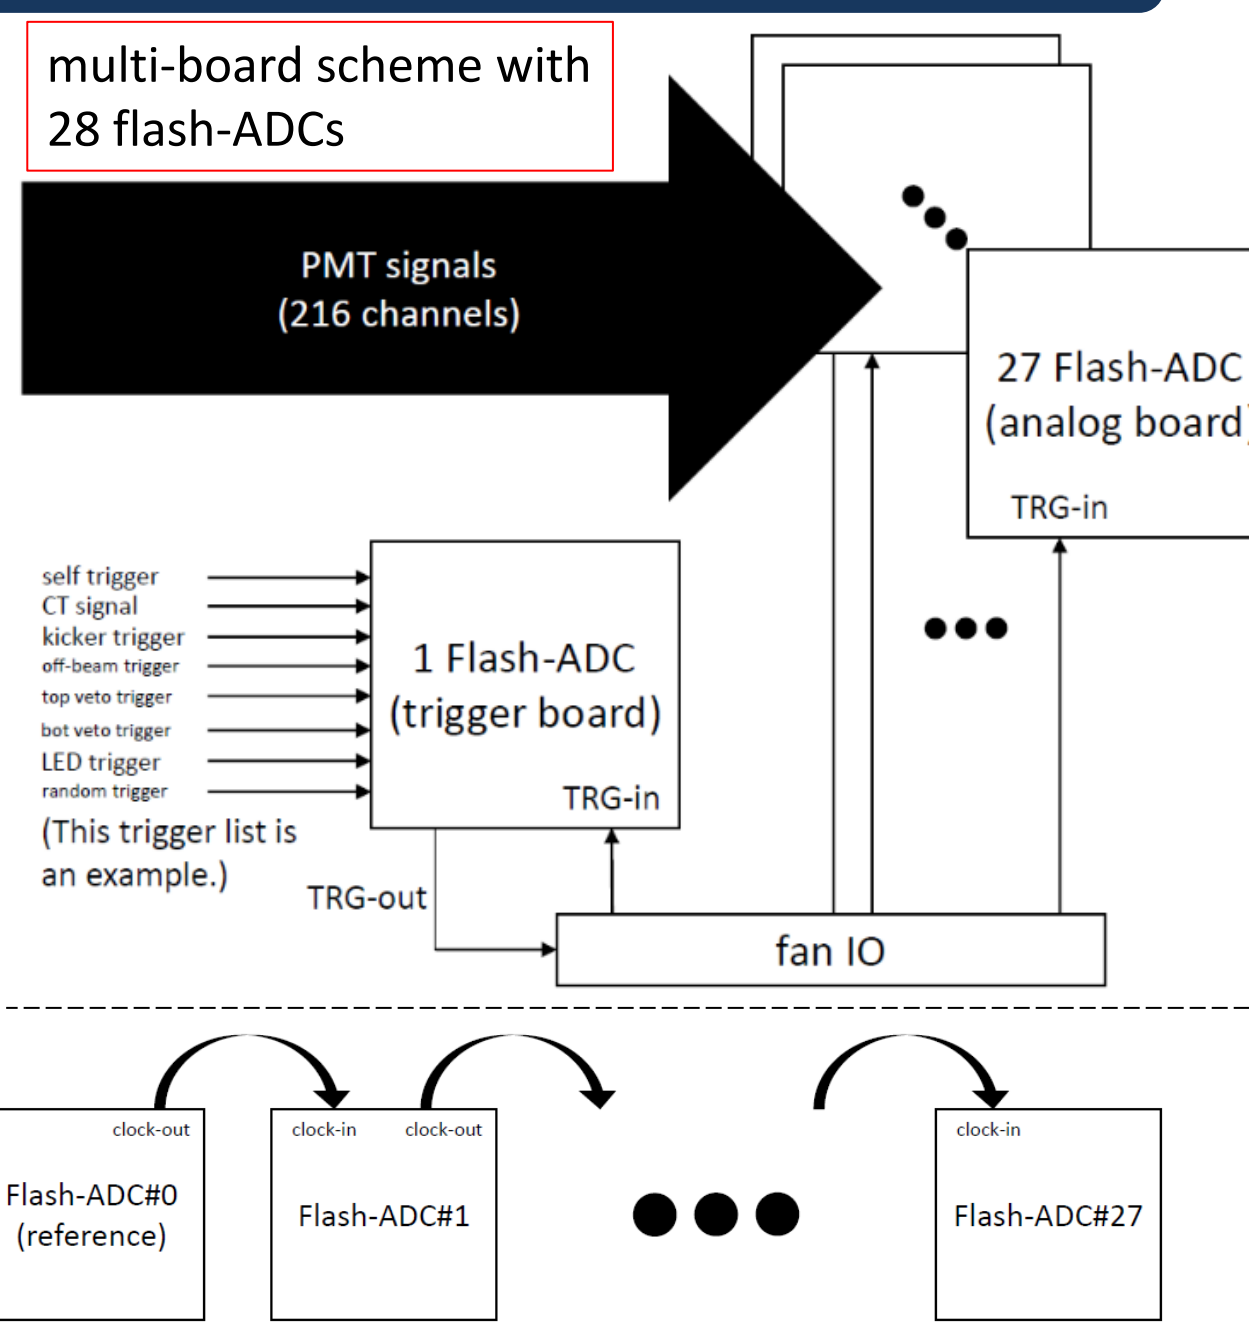 multi-board scheme with
28 flash-ADCs
PMT signals
(216 channels)
27 Flash-ADC
(analog board)
TRG-in
self trigger
CT signal
kicker trigger
off-beam trigger
top veto trigger
bot veto trigger
LED trigger
random trigger
(This trigger list is
an example.)
1 Flash-ADC
(trigger board)
TRG-in
TRG-out
fan IO
clock-out
Flash-ADC#0
(reference)
clock-in
clock-out
Flash-ADC#1
clock-in
Flash-ADC#27